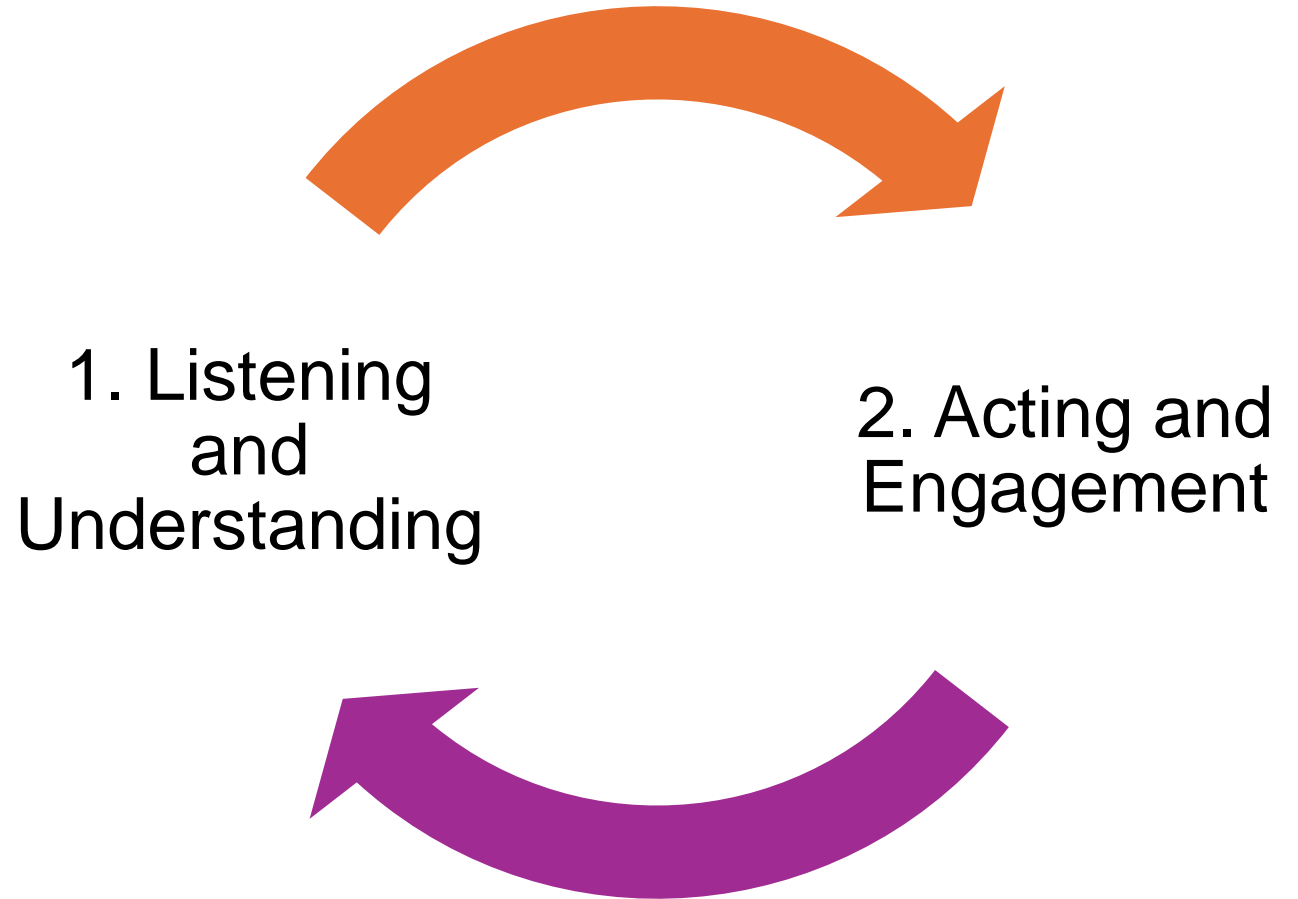 1. Listening
and
Understanding
2. Acting and
Engagement